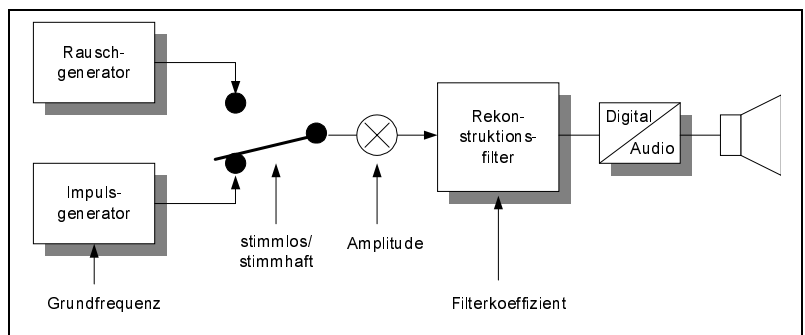 Rausch-
generator
Impuls-
generator
Grundfrequenz
stimmlos/
stimmhaft
Amplitude
Rekon-
struktions-
filter
Filterkoeffizient
Digital
Audio